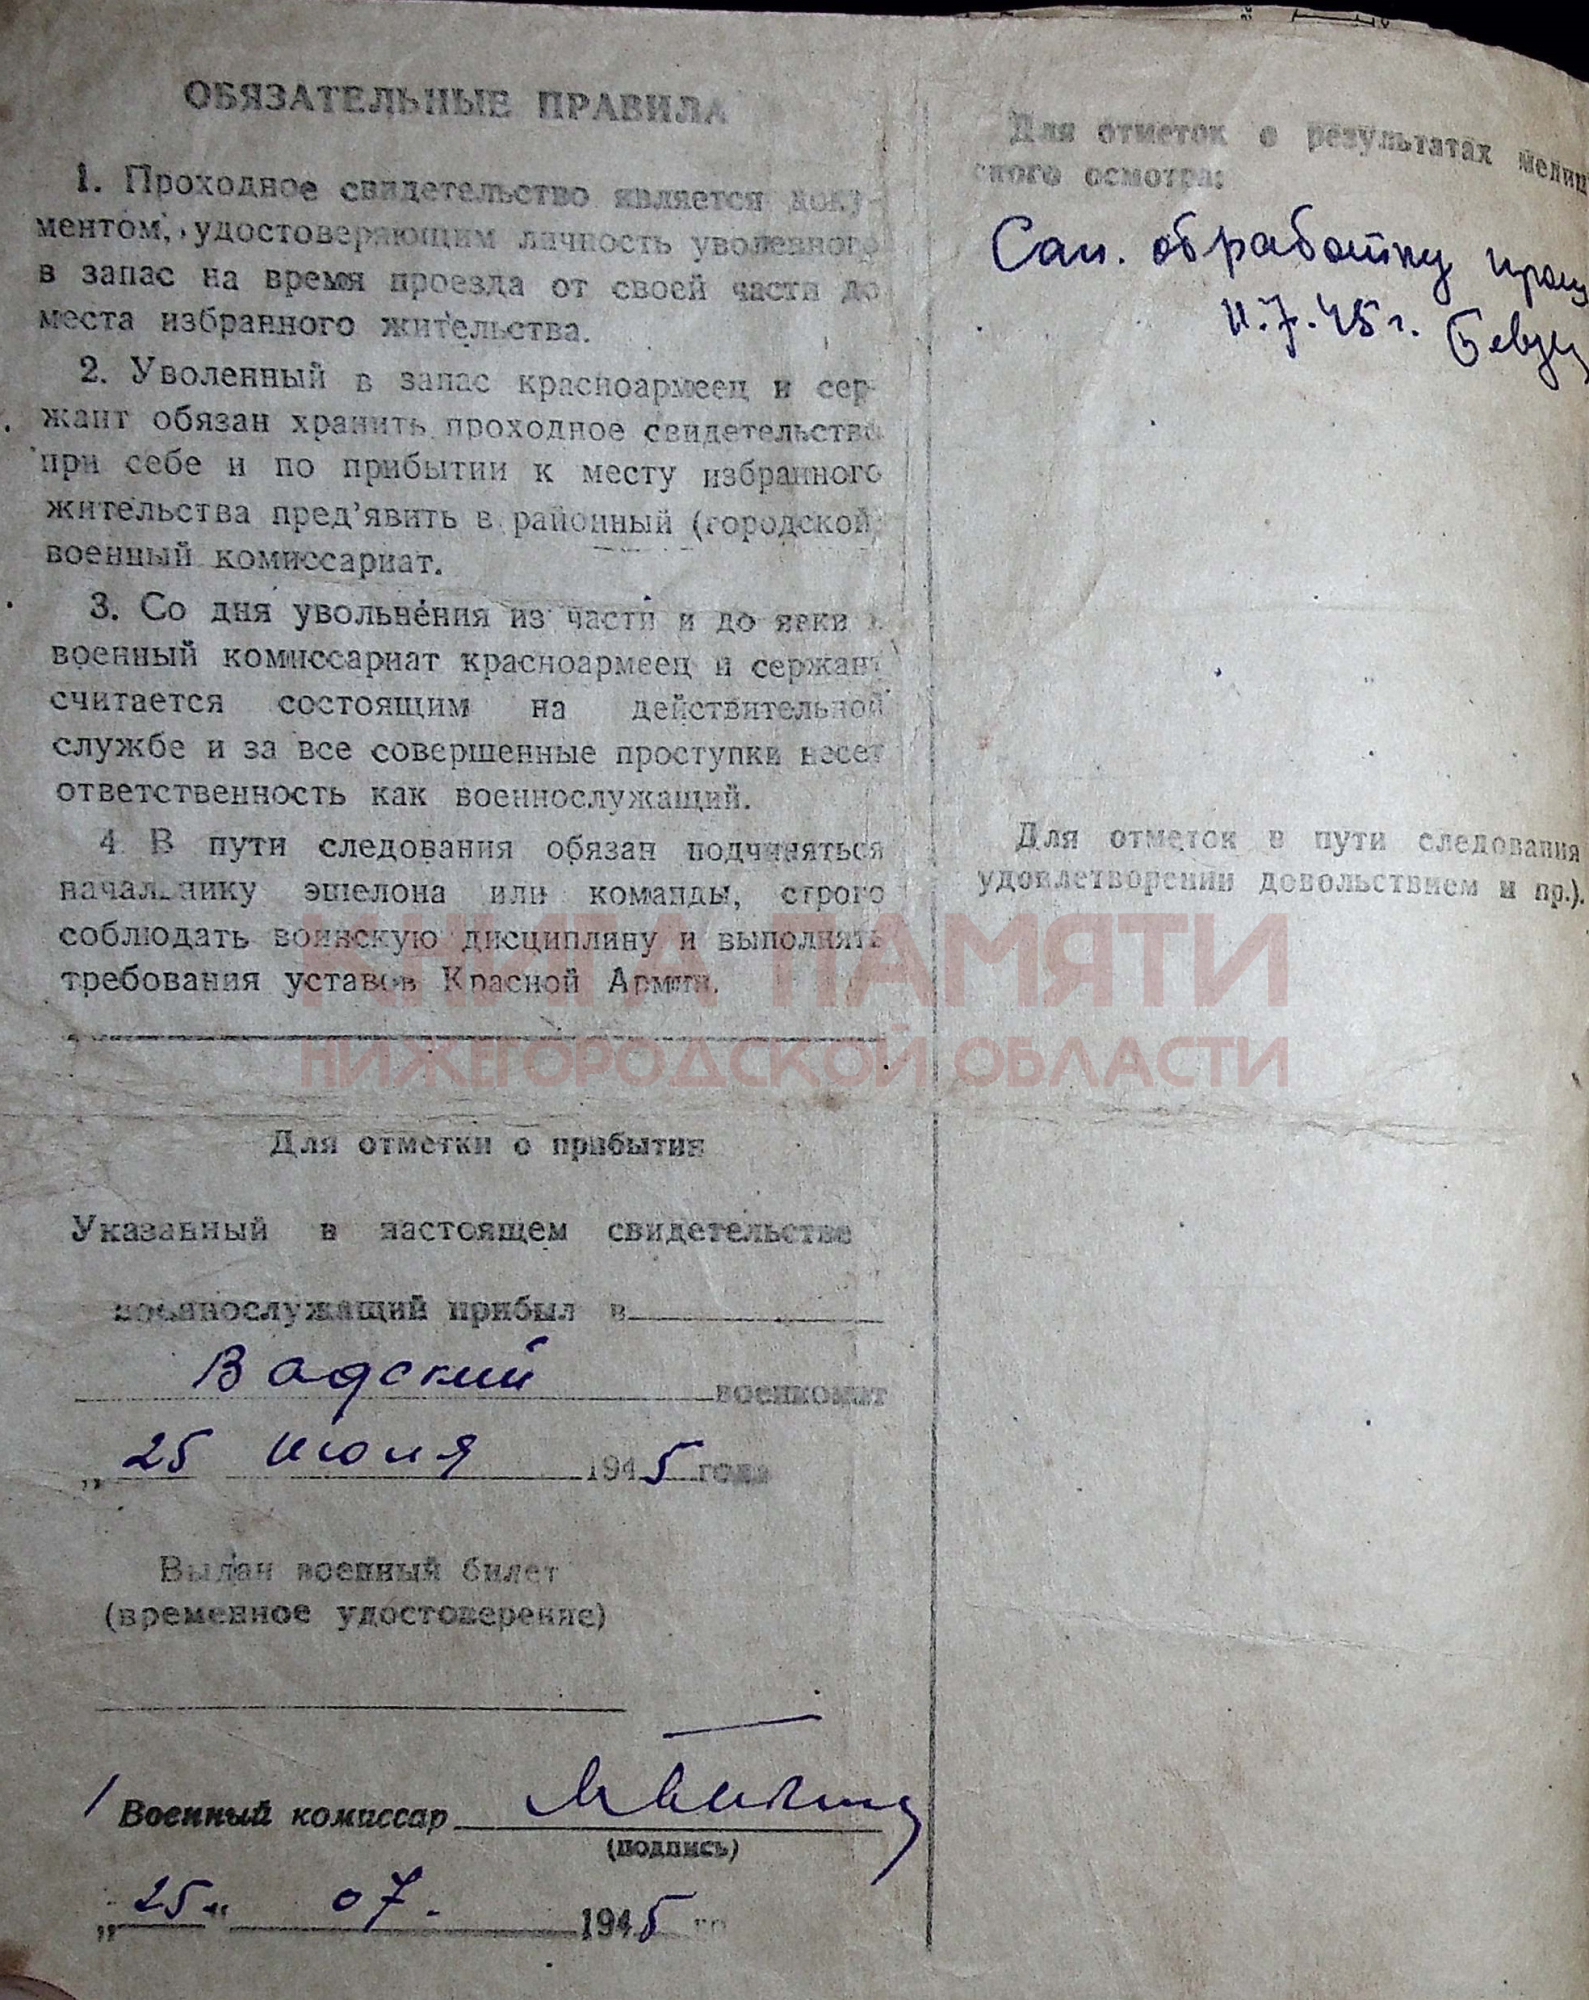 ОБЯЗАТЕЛЬНЫЕ ПРАВИЛА
1. Проходное свидетельство является доку-
ментом, удостоверяющим личность уволенного
в запас на время проезда от своей части до
места избранного жительства.
2. Уволенный в запас красноармеец и сер-
жант обязан хранить проходное свидетельство
при себе и по прибытии к месту избранного
жительства пред'явить в районный (городской)
военный комиссариат.
3. Со дня увольнения из части и до явки в
военный комиссариат красноармеец и сержант
считается состоящим на действительной
службе и за все совершенные проступки несет
ответственность как военнослужащий.
4 В пути следования обязан подчиняться
начальнику эшелона или команды, строго
соблюдать воинскую дисциплину и выполнять
требования уставов Красной Армии.
Для отметки о прибытии
Указанный в настоящем свидетельстве
военнослужащий прибыл в
Вадский военкомат
„ 25 июля 1945 года
Выдан военный билет
(временное удостоверение)
Военный комиссар
(подпись)
„25“ 07. 1945
Для отметок о результатах медиц
ского осмотра:
Сан. обработку
11.7.45 г.
Для отметок в пути следования
удовлетворении довольствием и пр.).
КНИГА ПАМЯТИ
НИЖЕГОРОДСКОЙ ОБЛАСТИ